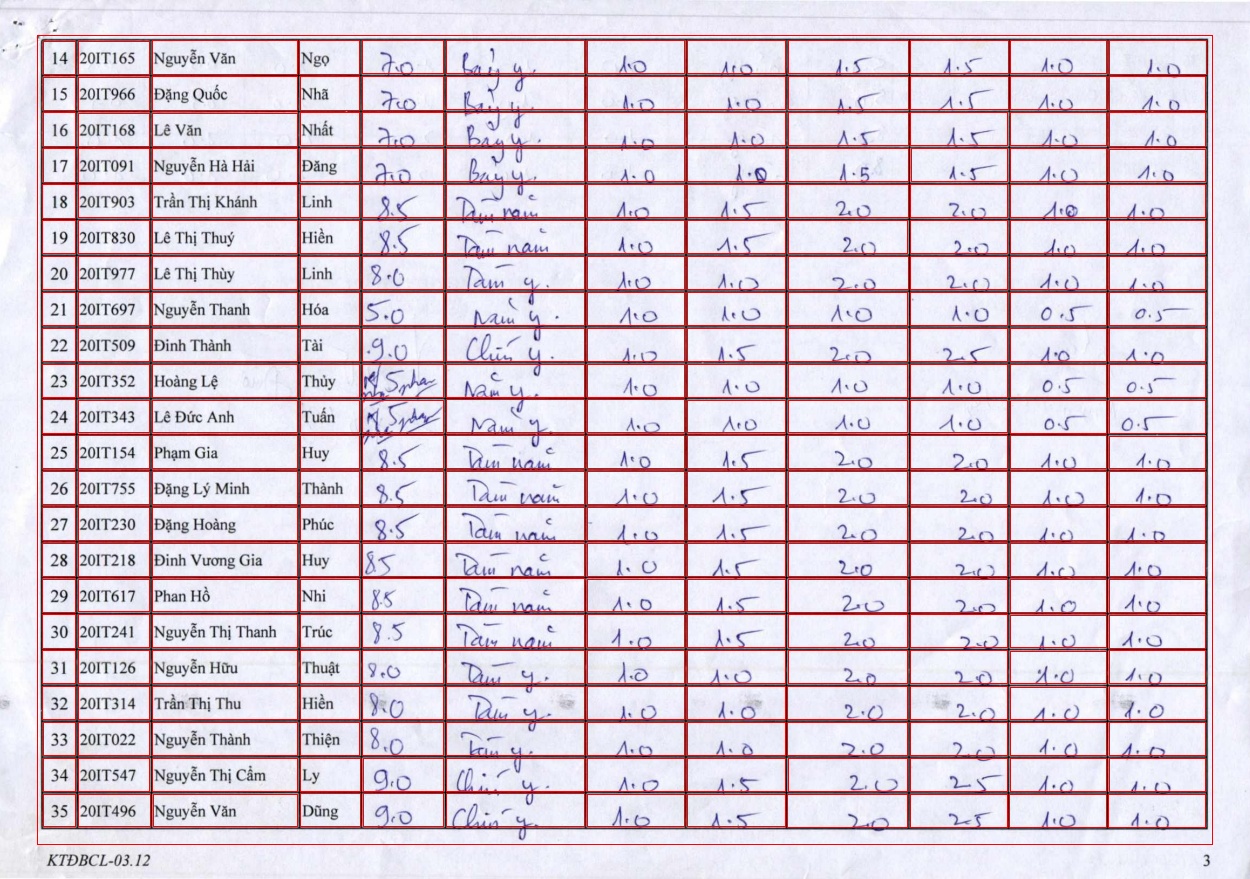 14 20IT165 Nguyễn Văn Ngọ 7.0 Bảy y. 1.0 1.0 1.5 1.5 1.0 1.0
15 20IT966 Đặng Quốc Nhã 7.0 Bảy y. 1.0 1.0 1.5 1.5 1.0 1.0
16 20IT168 Lê Văn Nhất 7.0 Bảy y. 1.0 1.0 1.5 1.5 1.0 1.0
17 20IT091 Nguyễn Hà Hải Đăng 7.0 Bảy y. 1.0 1.0 1.5 1.5 1.0 1.0
18 20IT903 Trần Thị Khánh Linh 8.5 Tám năm 1.0 1.5 2.0 2.0 1.0 1.0
19 20IT830 Lê Thị Thuý Hiền 8.5 Tám năm 1.0 1.5 2.0 2.0 1.0 1.0
20 20IT977 Lê Thị Thùy Linh 8.0 Tám y. 1.0 1.0 2.0 2.0 1.0 1.0
21 20IT697 Nguyễn Thanh Hóa 5.0 Năm y. 1.0 1.0 1.0 1.0 0.5 0.5
22 20IT509 Đinh Thành Tài 9.0 Chín y. 1.0 1.5 2.0 2.5 1.0 1.0
23 20IT352 Hoàng Lệ Thủy 5 Năm y. 1.0 1.0 1.0 1.0 0.5 0.5
24 20IT343 Lê Đức Anh Tuấn 5 Năm y 1.0 1.0 1.0 1.0 0.5 0.5
25 20IT154 Phạm Gia Huy 8.5 Tám năm 1.0 1.5 2.0 2.0 1.0 1.0
26 20IT755 Đặng Lý Minh Thành 8.5 Tám năm 1.0 1.5 2.0 2.0 1.0 1.0
27 20IT230 Đặng Hoàng Phúc 8.5 Tám năm 1.0 1.5 2.0 2.0 1.0 1.0
28 20IT218 Đinh Vương Gia Huy 85 Tám năm 1.0 1.5 2.0 2.0 1.0 1.0
29 20IT617 Phan Hồ Nhi 8.5 Tám năm 1.0 1.5 2.0 2.0 1.0 1.0
30 20IT241 Nguyễn Thị Thanh Trúc 8.5 Tám năm 1.0 1.5 2.0 2.0 1.0 1.0
31 20IT126 Nguyễn Hữu Thuật 8.0 Tám y. 1.0 1.0 2.0 2.0 1.0 1.0
32 20IT314 Trần Thị Thu Hiền 8.0 Tám y. 1.0 1.0 2.0 2.0 1.0 1.0
33 20IT022 Nguyễn Thành Thiện 8.0 Tám y. 1.0 1.0 2.0 2.0 1.0 1.0
34 20IT547 Nguyễn Thị Cẩm Ly 9.0 Chín y. 1.0 1.5 2.0 2.5 1.0 1.0
35 20IT496 Nguyễn Văn Dũng 9.0 Chín y. 1.0 1.5 2.0 2.5 1.0 1.0
KTĐBCL-03.12 3